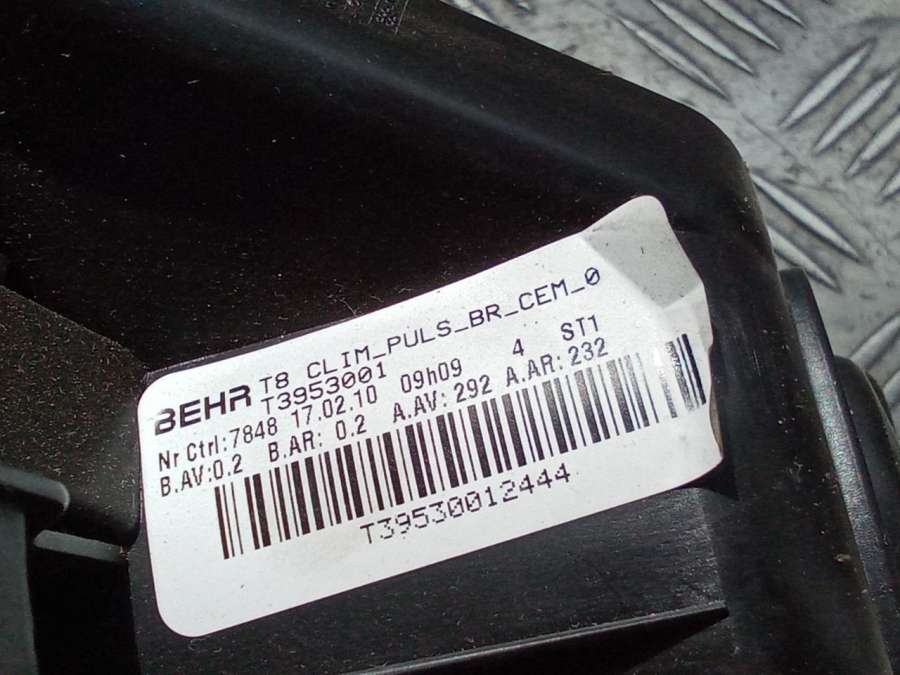 BEHR T8 CLIM_PULS_BR_CEM_0
T3953001
Nr Ctrl:7848 17.02.10 09h09 4 ST1
B.AV:0.2 B.AR: 0.2 A.AV:292 A.AR:232
T39530012444